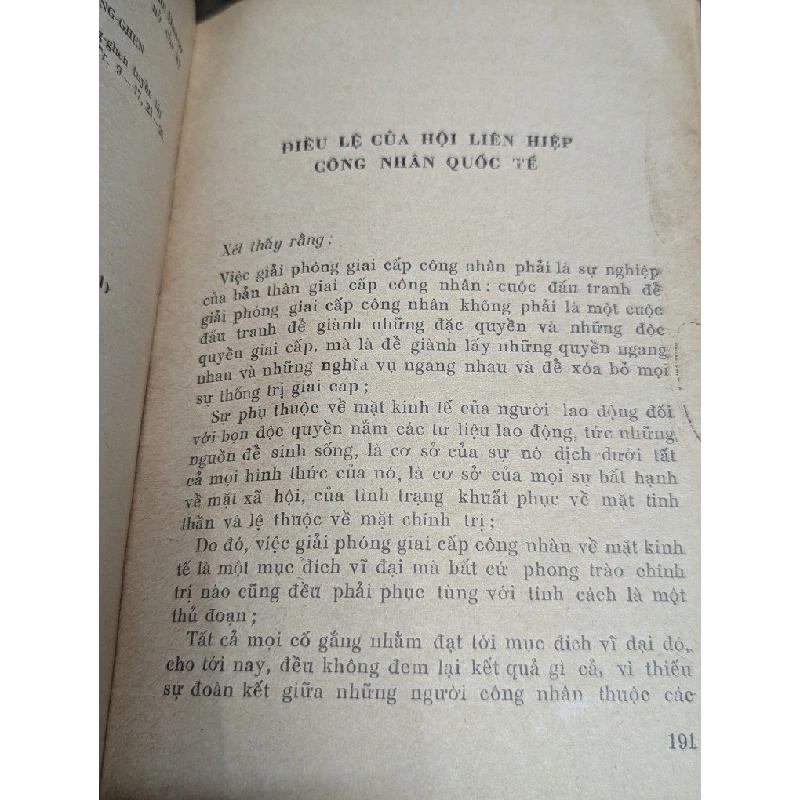 NG-GHEN
ĐIỀU LỆ CỦA HỘI LIÊN HIỆP
CÔNG NHÂN QUỐC TẾ
Xét thấy rằng:
Việc giải phóng giai cấp công nhân phải là sự nghiệp
của bản thân giai cấp công nhân: cuộc đấu tranh để
giải phóng giai cấp công nhân không phải là một cuộc
đấu tranh để giành những đặc quyền và những độc
quyền giai cấp, mà là để giành lấy những quyền ngang
nhau và những nghĩa vụ ngang nhau và để xóa bỏ mọi
sự thống trị giai cấp;
Sự phụ thuộc về mặt kinh tế của người lao động đối
với bọn độc quyền nắm các tư liệu lao động, tức những
nguồn để sinh sống, là cơ sở của sự nô dịch dưới tất
cả mọi hình thức của nó, là cơ sở của mọi sự bất hạnh
về mặt xã hội, của tình trạng khuất phục về mặt tinh
thần và lệ thuộc về mặt chính trị;
Do đó, việc giải phóng giai cấp công nhân về mặt kinh
tế là một mục đích vĩ đại mà bất cứ phong trào chính
trị nào cũng đều phải phục tùng với tính cách là một
thủ đoạn;
Tất cả mọi cố gắng nhằm đạt tới mục đích vĩ đại đó,
cho tới nay, đều không đem lại kết quả gì cả, vì thiếu
sự đoàn kết giữa những người công nhân thuộc các
191